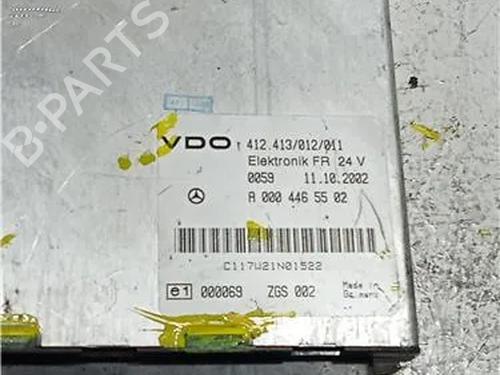 B-PARTS
VDO 412.413/012/011
Elektronik FR 24 V
0059 11.10.2002
A 000 446 55 02
C117W21N01522
e1 000069 ZGS 002 Made in
Germany